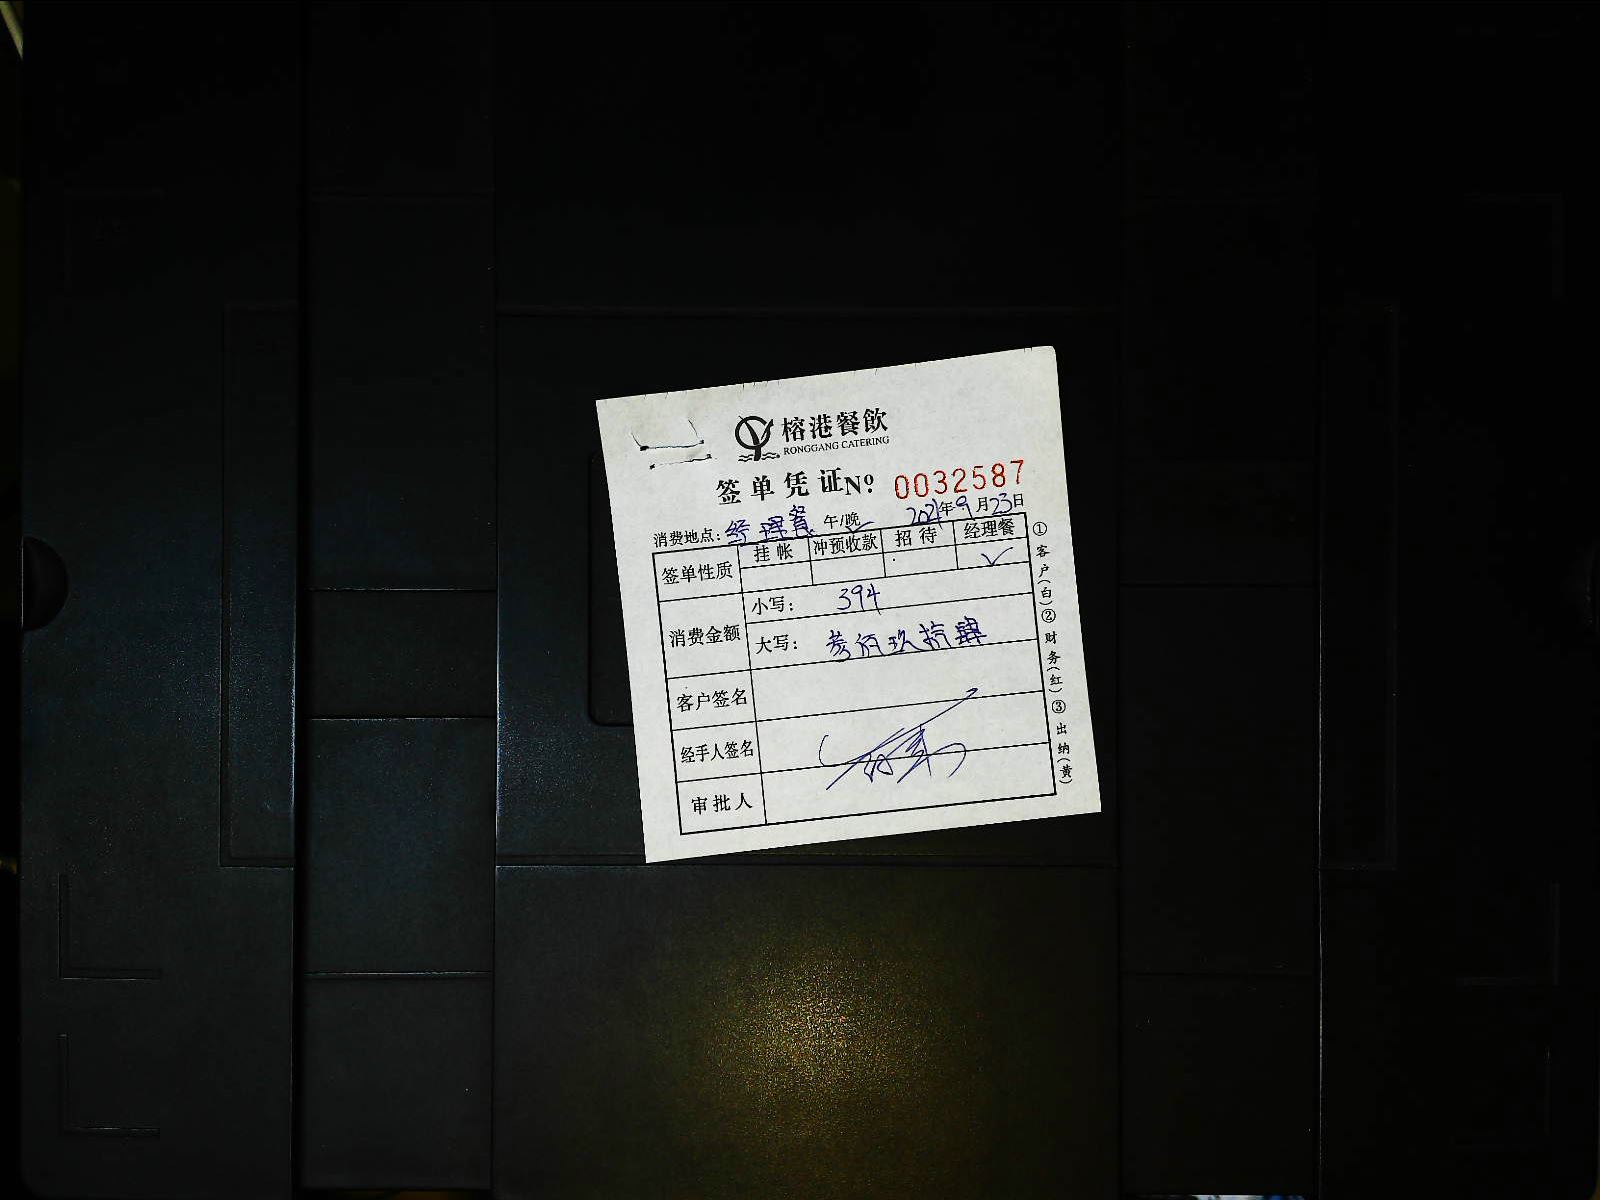 榕港餐飲
RONGGANG CATERING
签单凭证 № 0032587
消费地点：经理餐 午/晚 2021年9月23日
签单性质 挂帐 冲预收款 招待 经理餐
✓
消费金额 小写：394
大写：叁佰玖拾肆
客户签名
经手人签名
审批人
①客户(白)②财务(红)③出纳(黄)